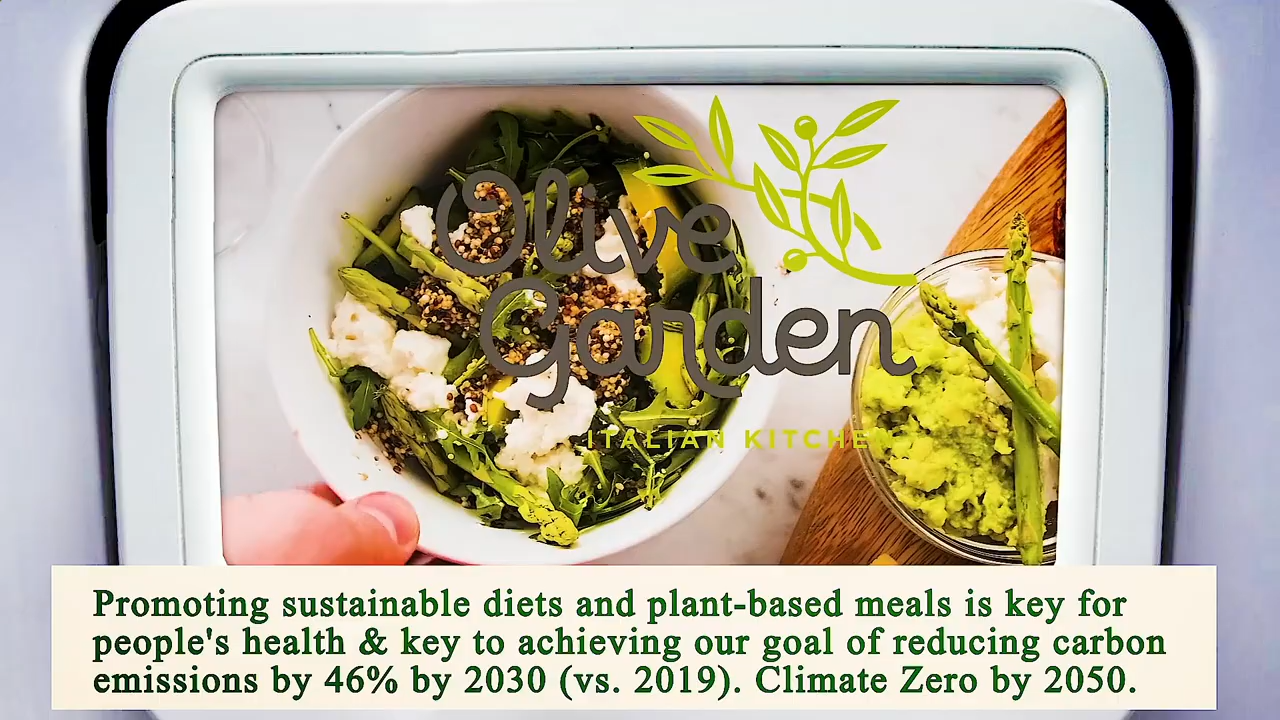 Olive
Garden
ITALIAN KITCHEN
Promoting sustainable diets and plant-based meals is key for
people's health & key to achieving our goal of reducing carbon
emissions by 46% by 2030 (vs. 2019). Climate Zero by 2050.